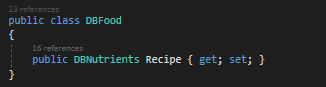 23 references
public class DBFood
{
16 references
public DBNutrients Recipe { get; set; }
}